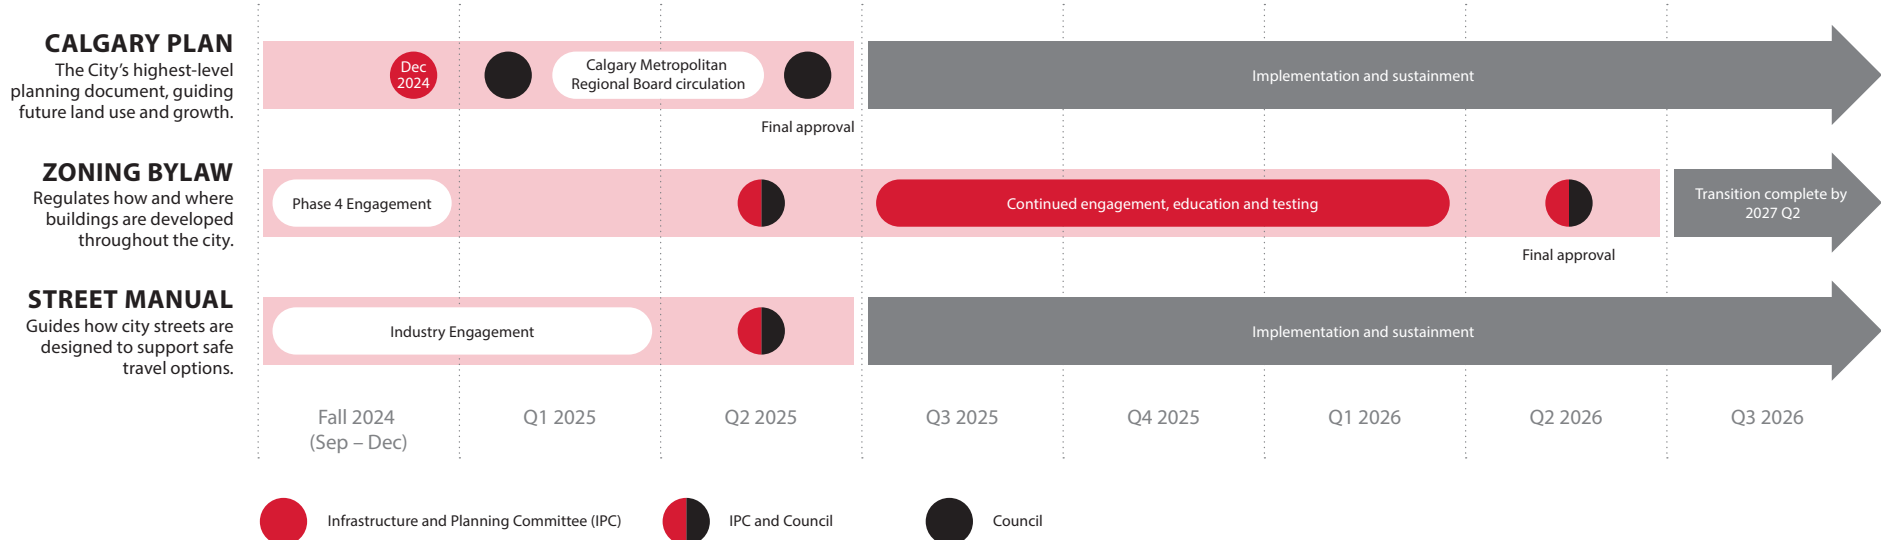 CALGARY PLAN
The City’s highest-level
planning document, guiding
future land use and growth.
Dec
2024
Calgary Metropolitan
Regional Board circulation
Final approval
Implementation and sustainment
ZONING BYLAW
Regulates how and where
buildings are developed
throughout the city.
Phase 4 Engagement
Continued engagement, education and testing
Final approval
Transition complete by
2027 Q2
STREET MANUAL
Guides how city streets are
designed to support safe
travel options.
Industry Engagement
Implementation and sustainment
Fall 2024
(Sep – Dec)
Q1 2025
Q2 2025
Q3 2025
Q4 2025
Q1 2026
Q2 2026
Q3 2026
Infrastructure and Planning Committee (IPC)
IPC and Council
Council